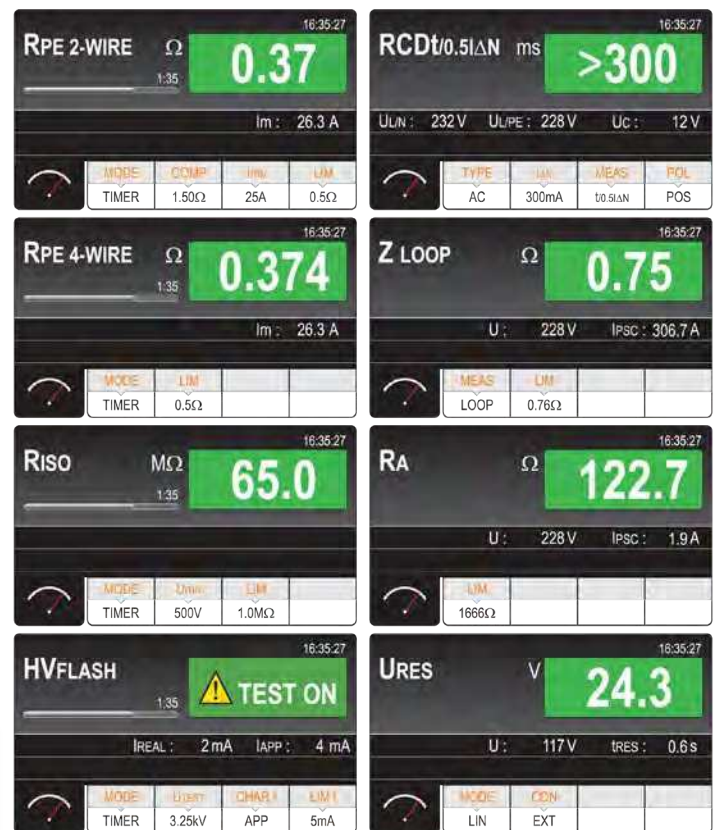 16:35:27
RPE 2-WIRE Ω 0.37
1:35
Im : 26.3 A
MODE COMP LIM
TIMER 1.50Ω 25A 0.5Ω
16:35:27
RCDt/0.5I∆N ms >300
UL/N : 232 V UL/PE : 228 V UC : 12 V
TYPE I∆N MEAS POL
AC 300mA t/0.5I∆N POS
16:35:27
RPE 4-WIRE Ω 0.374
1:35
Im : 26.3 A
MODE LIM
TIMER 0.5Ω
16:35:27
Z LOOP Ω 0.75
U : 228 V IPSC : 306.7 A
MEAS LIM
LOOP 0.76Ω
16:35:27
RISO MΩ 65.0
1:35
MODE LIM
TIMER 500V 1.0MΩ
16:35:27
RA Ω 122.7
U : 228 V IPSC : 1.9 A
LIM
1666Ω
16:35:27
HVFLASH TEST ON
1:35
IREAL : 2 mA IAPP : 4 mA
MODE UTEST CHAR.I LIM I
TIMER 3.25kV APP 5mA
16:35:27
URES V 24.3
U : 117 V tRES : 0.6 s
MODE CON
LIN EXT